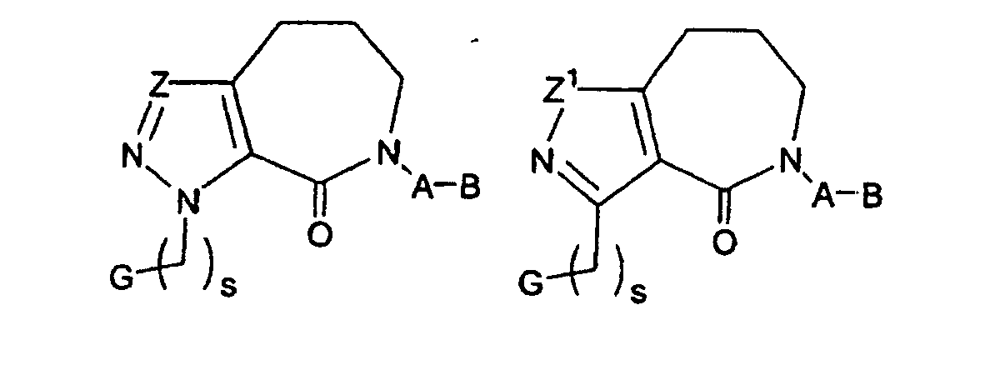 Z Z¹
N N N N
N A–B A–B
O O
G ( )s G ( )s